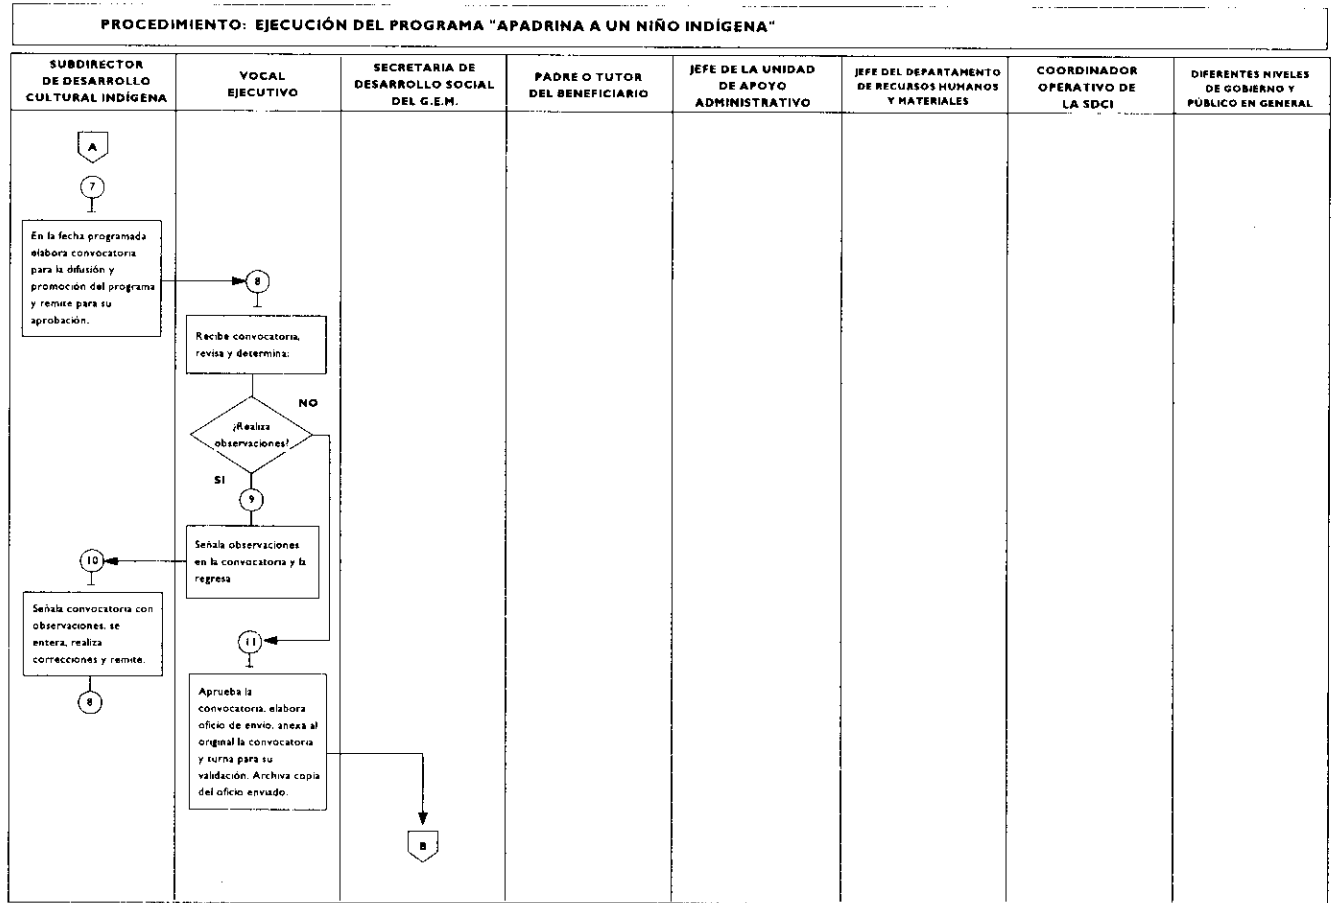 PROCEDIMIENTO: EJECUCIÓN DEL PROGRAMA "APADRINA A UN NIÑO INDÍGENA"
SUBDIRECTOR
DE DESARROLLO
CULTURAL INDÍGENA
VOCAL
EJECUTIVO
SECRETARIA DE
DESARROLLO SOCIAL
DEL G.E.M.
PADRE O TUTOR
DEL BENEFICIARIO
JEFE DE LA UNIDAD
DE APOYO
ADMINISTRATIVO
JEFE DEL DEPARTAMENTO
DE RECURSOS HUMANOS
Y MATERIALES
COORDINADOR
OPERATIVO DE
LA SDCI
DIFERENTES NIVELES
DE GOBIERNO Y
PÚBLICO EN GENERAL
A
7
En la fecha programada
elabora convocatoria
para la difusión y
promoción del programa
y remite para su
aprobación.
8
Recibe convocatoria,
revisa y determina:
NO
¿Realiza
observaciones?
SI
9
Señala observaciones
en la convocatoria y la
regresa
10
Señala convocatoria con
observaciones, se
entera, realiza
correcciones y remite.
8
11
Aprueba la
convocatoria, elabora
oficio de envio, anexa al
original la convocatoria
y turna para su
validación. Archiva copia
del oficio enviado.
B